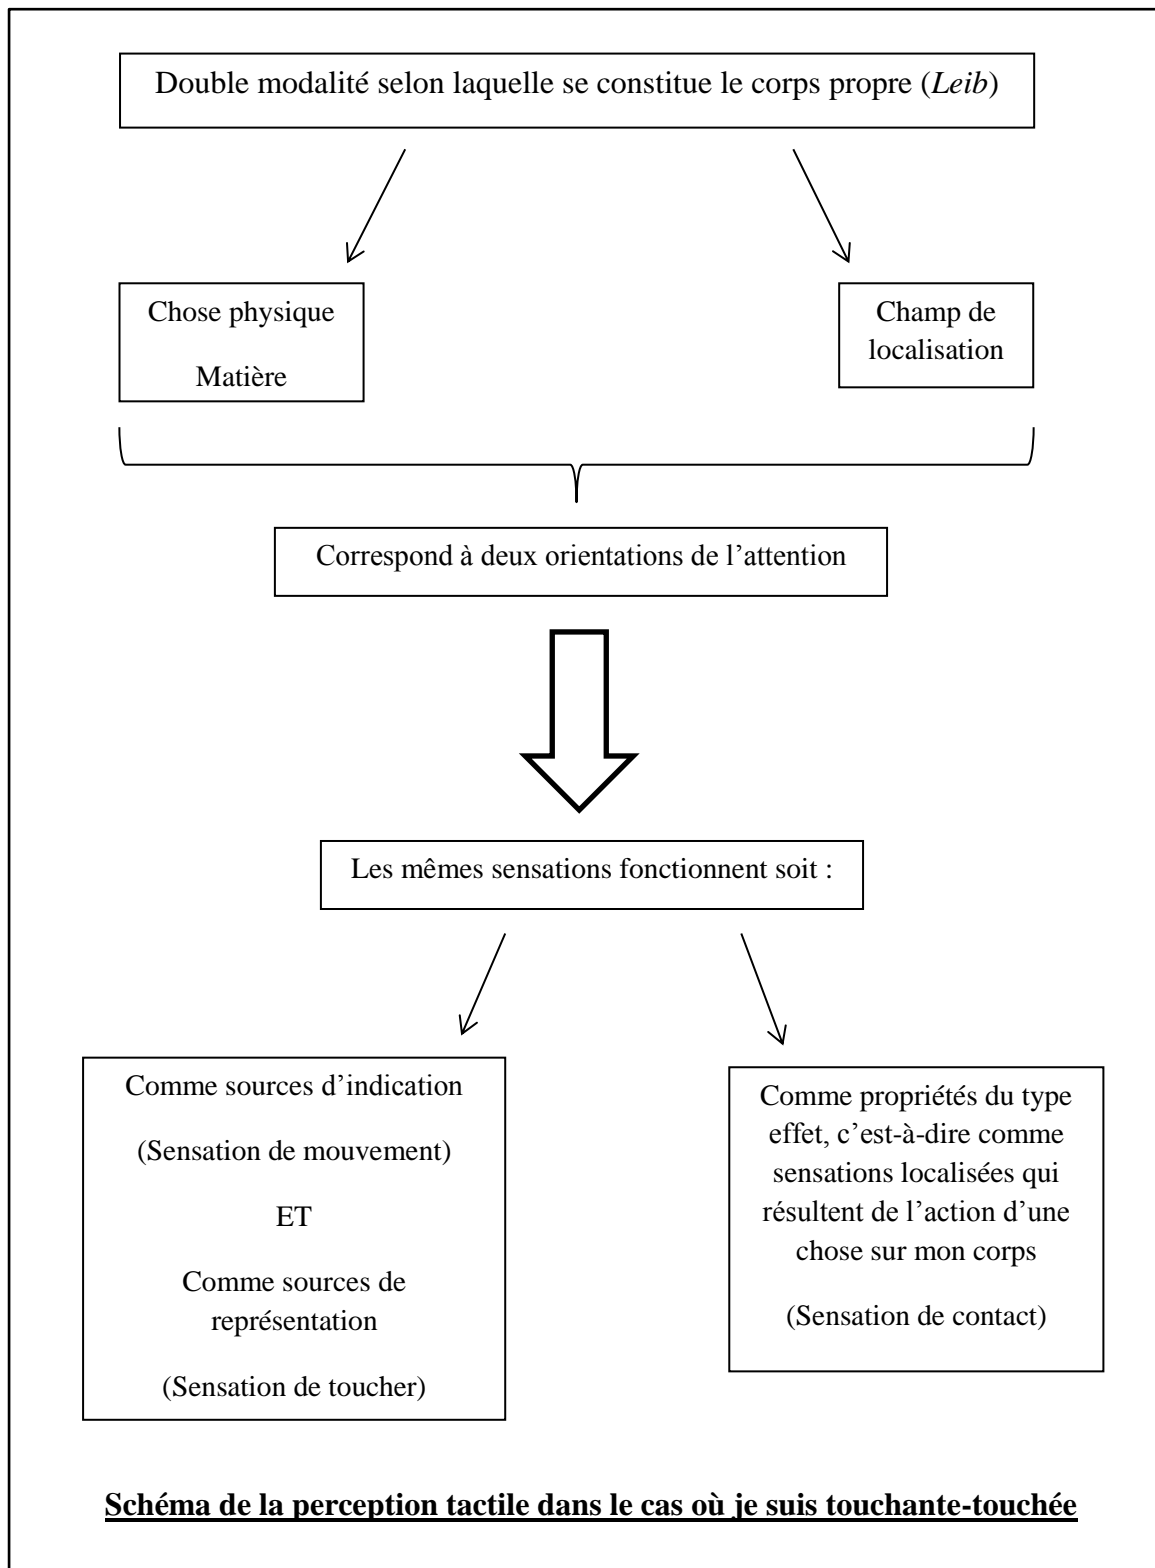 Double modalité selon laquelle se constitue le corps propre (Leib)
Chose physique
Matière
Champ de
localisation
Correspond à deux orientations de l’attention
Les mêmes sensations fonctionnent soit :
Comme sources d’indication
(Sensation de mouvement)
ET
Comme sources de
représentation
(Sensation de toucher)
Comme propriétés du type
effet, c’est-à-dire comme
sensations localisées qui
résultent de l’action d’une
chose sur mon corps
(Sensation de contact)
Schéma de la perception tactile dans le cas où je suis touchante-touchée